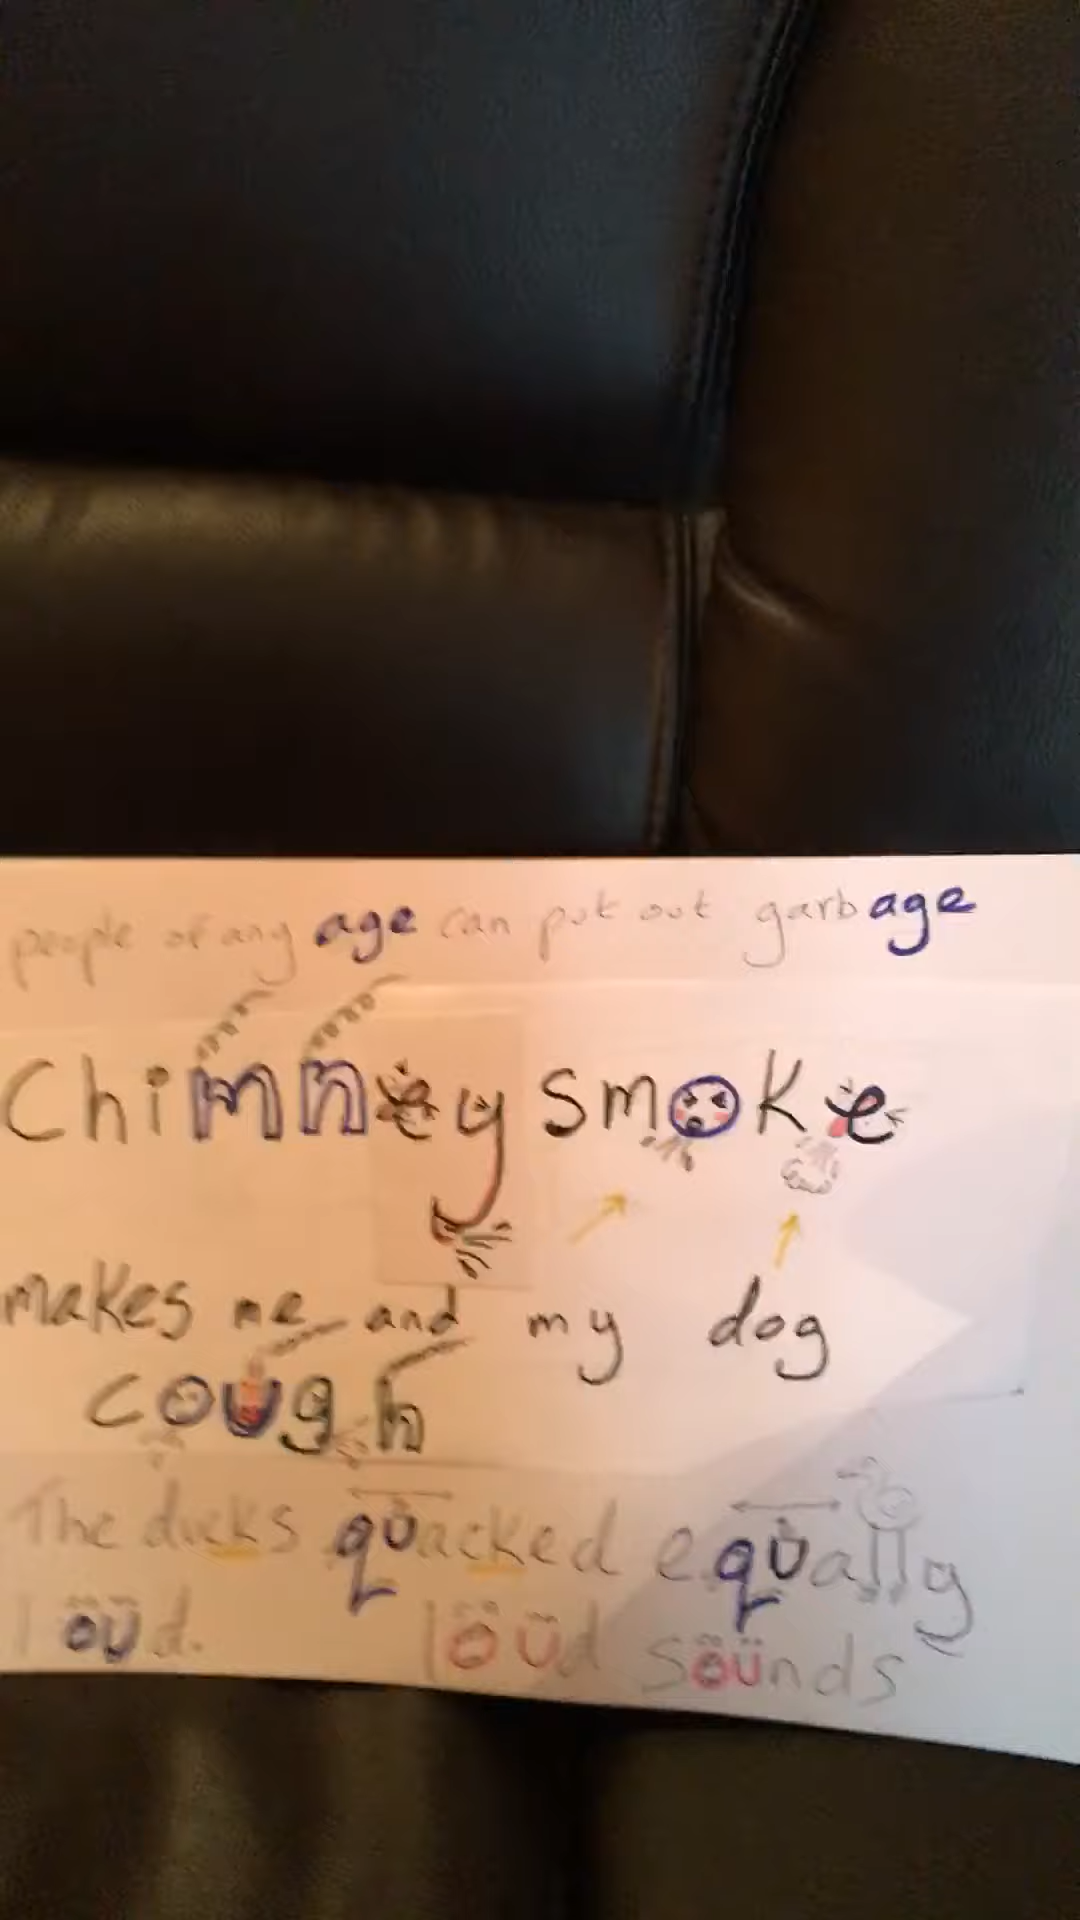 people of any age can put out garbage
Chimney smoke
makes me and my dog
cough
The ducks quacked equally
loud. loud sounds